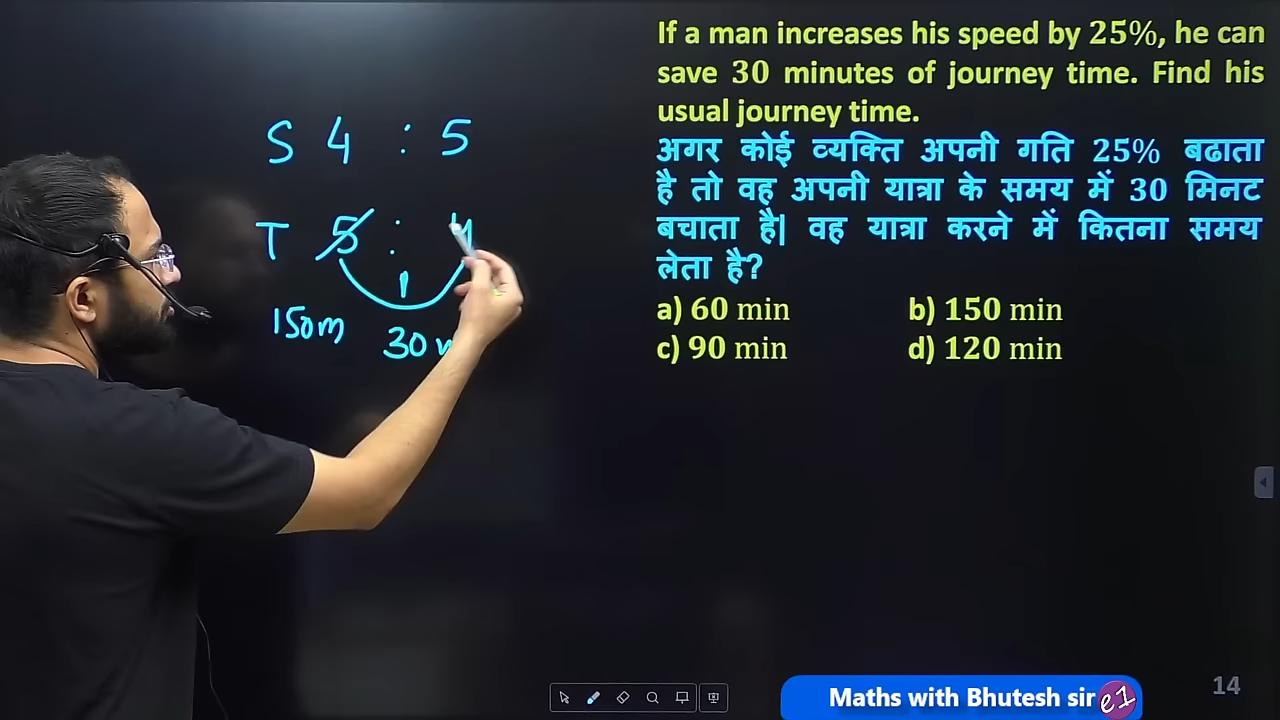 If a man increases his speed by 25%, he can
save 30 minutes of journey time. Find his
usual journey time.
अगर कोई व्यक्ति अपनी गति 25% बढाता
है तो वह अपनी यात्रा के समय में 30 मिनट
बचाता है| वह यात्रा करने में कितना समय
लेता है?
a) 60 min b) 150 min
c) 90 min d) 120 min
S 4 : 5
T 5 : 4
1
150m 30
Maths with Bhutesh sir e1
14